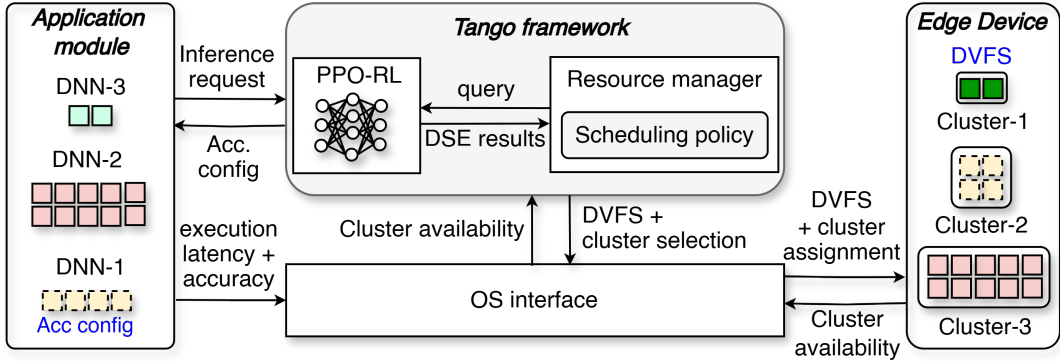 Application
module
DNN-3
DNN-2
DNN-1
Acc config
Inference
request
Acc.
config
execution
latency +
accuracy
Tango framework
PPO-RL
query
DSE results
Resource manager
Scheduling policy
Cluster availability
DVFS +
cluster selection
OS interface
DVFS
+ cluster
assignment
Cluster
availability
Edge Device
DVFS
Cluster-1
Cluster-2
Cluster-3